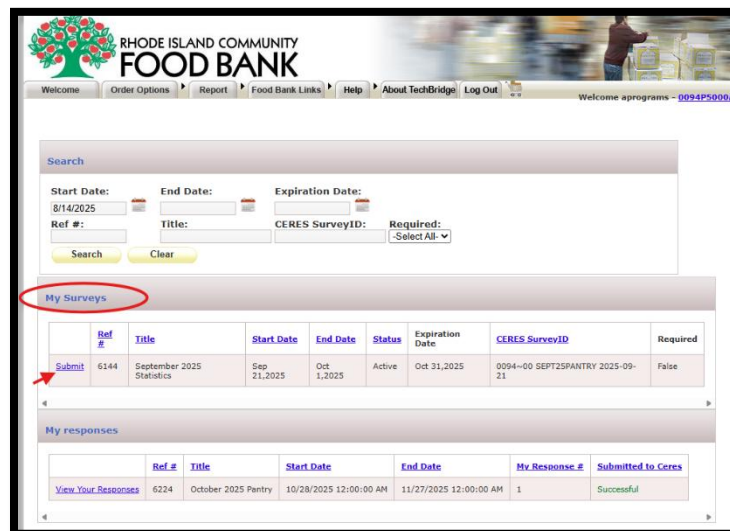 RHODE ISLAND COMMUNITY
FOOD BANK
Welcome Order Options Report Food Bank Links Help About TechBridge Log Out
Welcome aprograms - 0094P5000
Search
Start Date: End Date: Expiration Date:
8/14/2025
Ref #: Title: CERES SurveyID: Required:
-Select All-
Search Clear
My Surveys
Ref # Title Start Date End Date Status Expiration Date CERES SurveyID Required
Submit 6144 September 2025 Statistics Sep 21,2025 Oct 1,2025 Active Oct 31,2025 0094~00 SEPT25PANTRY 2025-09-21 False
My responses
Ref # Title Start Date End Date My Response # Submitted to Ceres
View Your Responses 6224 October 2025 Pantry 10/28/2025 12:00:00 AM 11/27/2025 12:00:00 AM 1 Successful